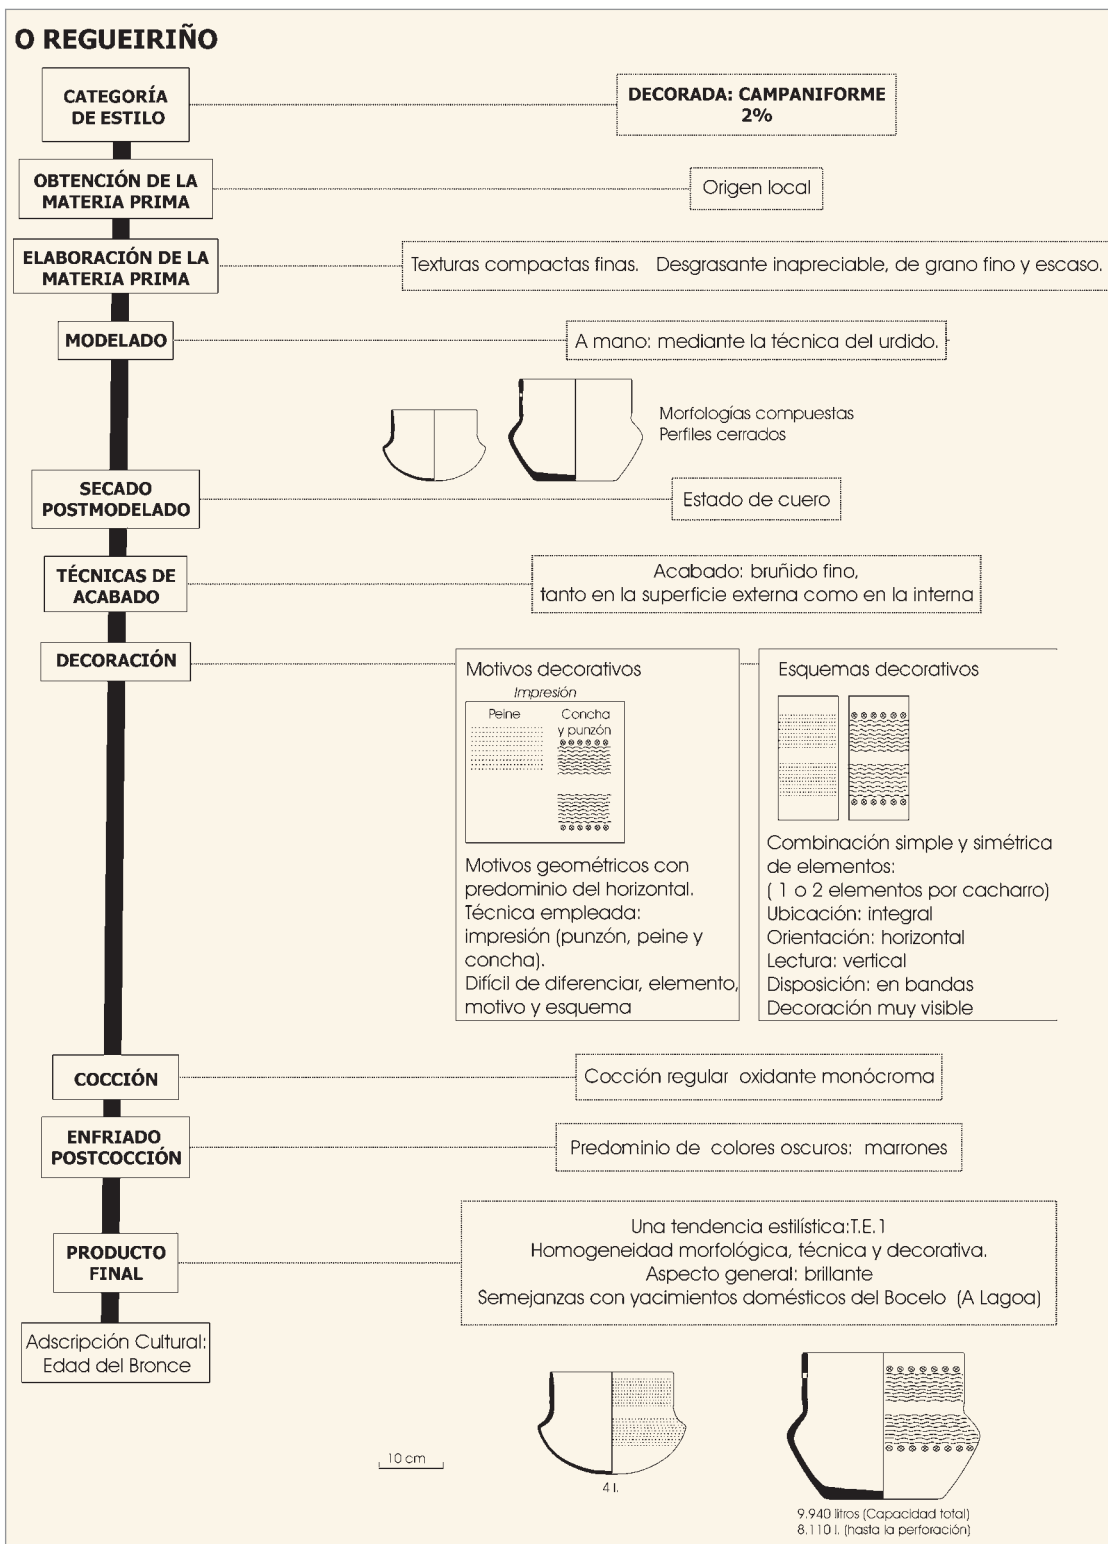 O REGUEIRIÑO
CATEGORÍA
DE ESTILO
DECORADA: CAMPANIFORME
2%
OBTENCIÓN DE LA
MATERIA PRIMA
Origen local
ELABORACIÓN DE LA
MATERIA PRIMA
Texturas compactas finas. Desgrasante inapreciable, de grano fino y escaso.
MODELADO
A mano: mediante la técnica del urdido.
Morfologías compuestas
Perfiles cerrados
SECADO
POSTMODELADO
Estado de cuero
TÉCNICAS DE
ACABADO
Acabado: bruñido fino,
tanto en la superficie externa como en la interna
DECORACIÓN
Motivos decorativos
Impresión
Peine
Concha
y punzón
Motivos geométricos con
predominio del horizontal.
Técnica empleada:
impresión (punzón, peine y
concha).
Difícil de diferenciar, elemento,
motivo y esquema
Esquemas decorativos
Combinación simple y simétrica
de elementos:
( 1 o 2 elementos por cacharro)
Ubicación: integral
Orientación: horizontal
Lectura: vertical
Disposición: en bandas
Decoración muy visible
COCCIÓN
Cocción regular oxidante monócroma
ENFRIADO
POSTCOCCIÓN
Predominio de colores oscuros: marrones
PRODUCTO
FINAL
Una tendencia estilística:T.E.1
Homogeneidad morfológica, técnica y decorativa.
Aspecto general: brillante
Semejanzas con yacimientos domésticos del Bocelo (A Lagoa)
Adscripción Cultural:
Edad del Bronce
10 cm
4 l.
9.940 litros (Capacidad total)
8.110 l. (hasta la perforación)